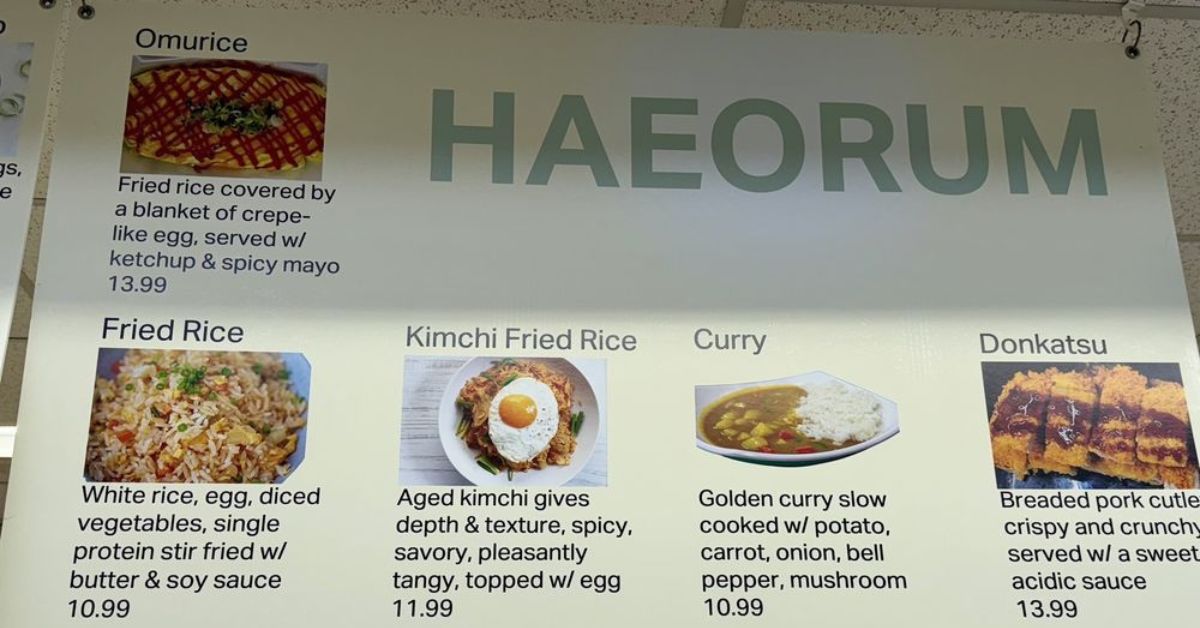 HAEORUM
Omurice
Fried rice covered by
a blanket of crepe-
like egg, served w/
ketchup & spicy mayo
13.99
Fried Rice
White rice, egg, diced
vegetables, single
protein stir fried w/
butter & soy sauce
10.99
Kimchi Fried Rice
Aged kimchi gives
depth & texture, spicy,
savory, pleasantly
tangy, topped w/ egg
11.99
Curry
Golden curry slow
cooked w/ potato,
carrot, onion, bell
pepper, mushroom
10.99
Donkatsu
Breaded pork cutle
crispy and crunchy
served w/ a sweet
acidic sauce
13.99